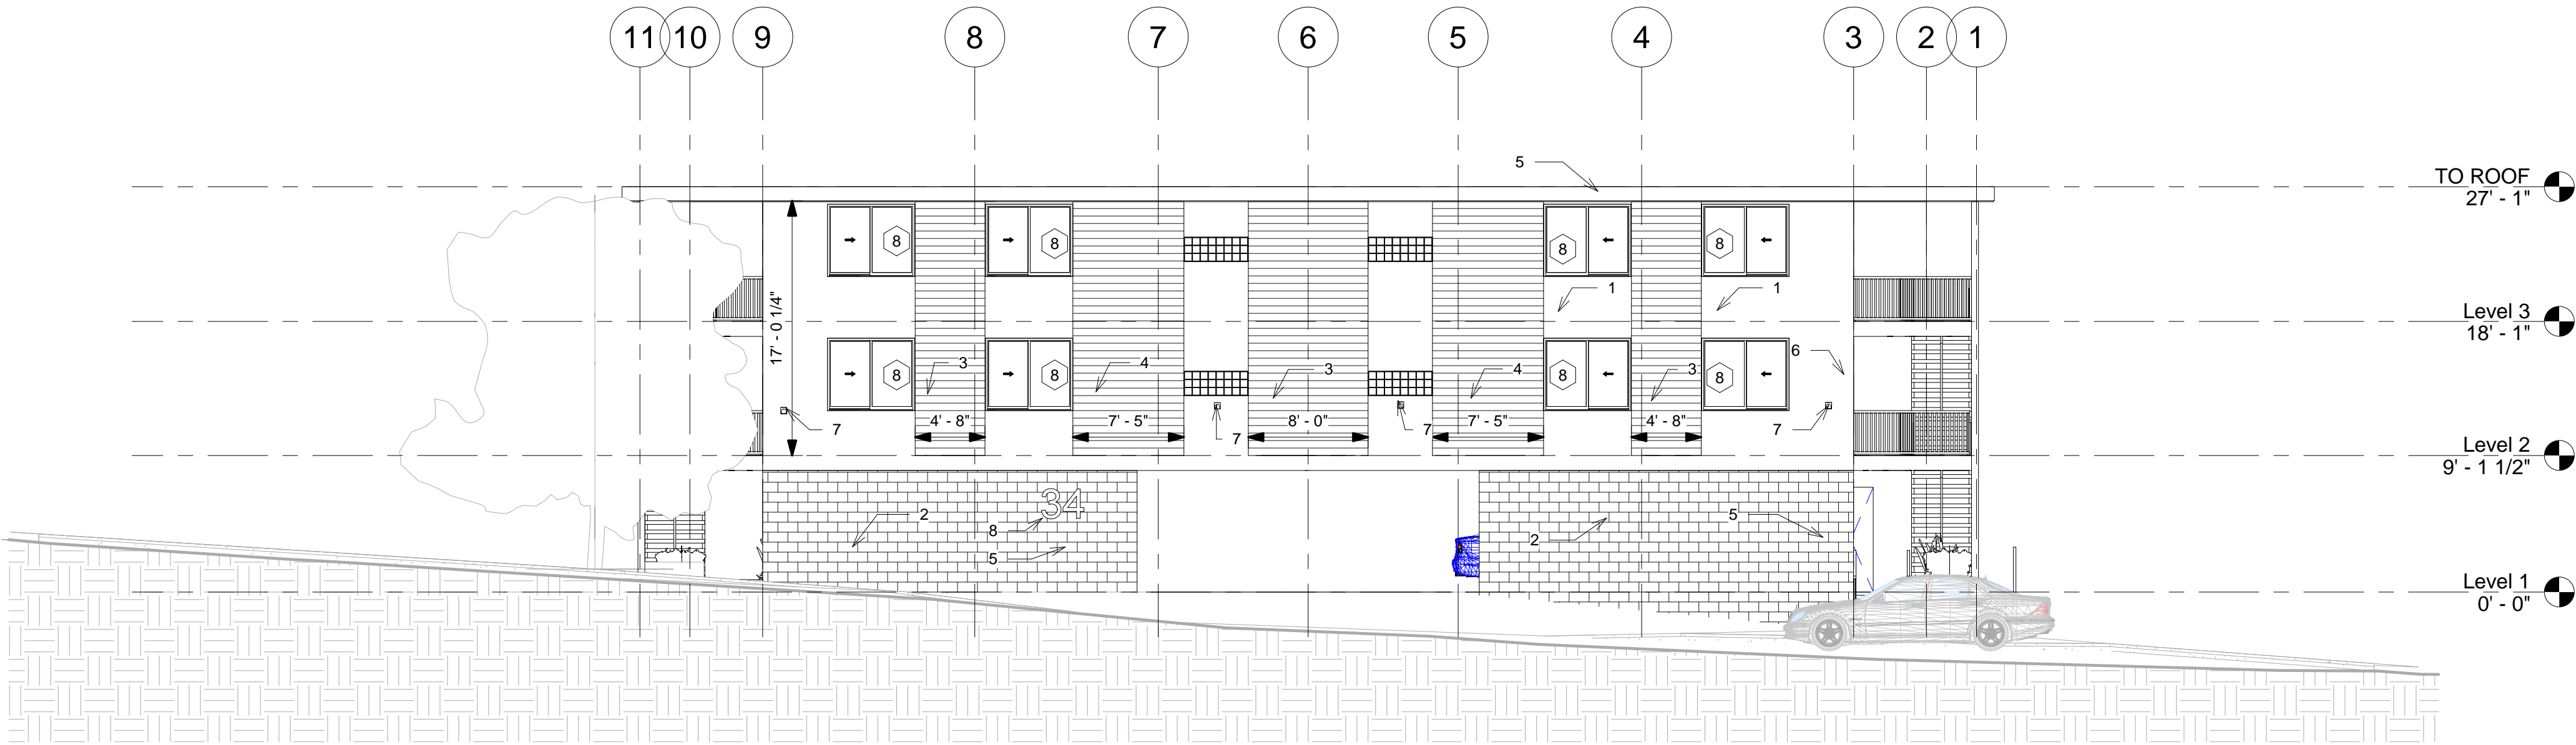 11 10 9 8 7 6 5 4 3 2 1
5
TO ROOF
27' - 1"
8 8 8 8
1 1
Level 3
18' - 1"
17' - 0 1/4"
6
3 4 3 4 3
8 8 8 8
4' - 8" 7' - 5" 8' - 0" 7' - 5" 4' - 8"
7 7 7 7
Level 2
9' - 1 1/2"
34
2 5
8
2
5
Level 1
0' - 0"